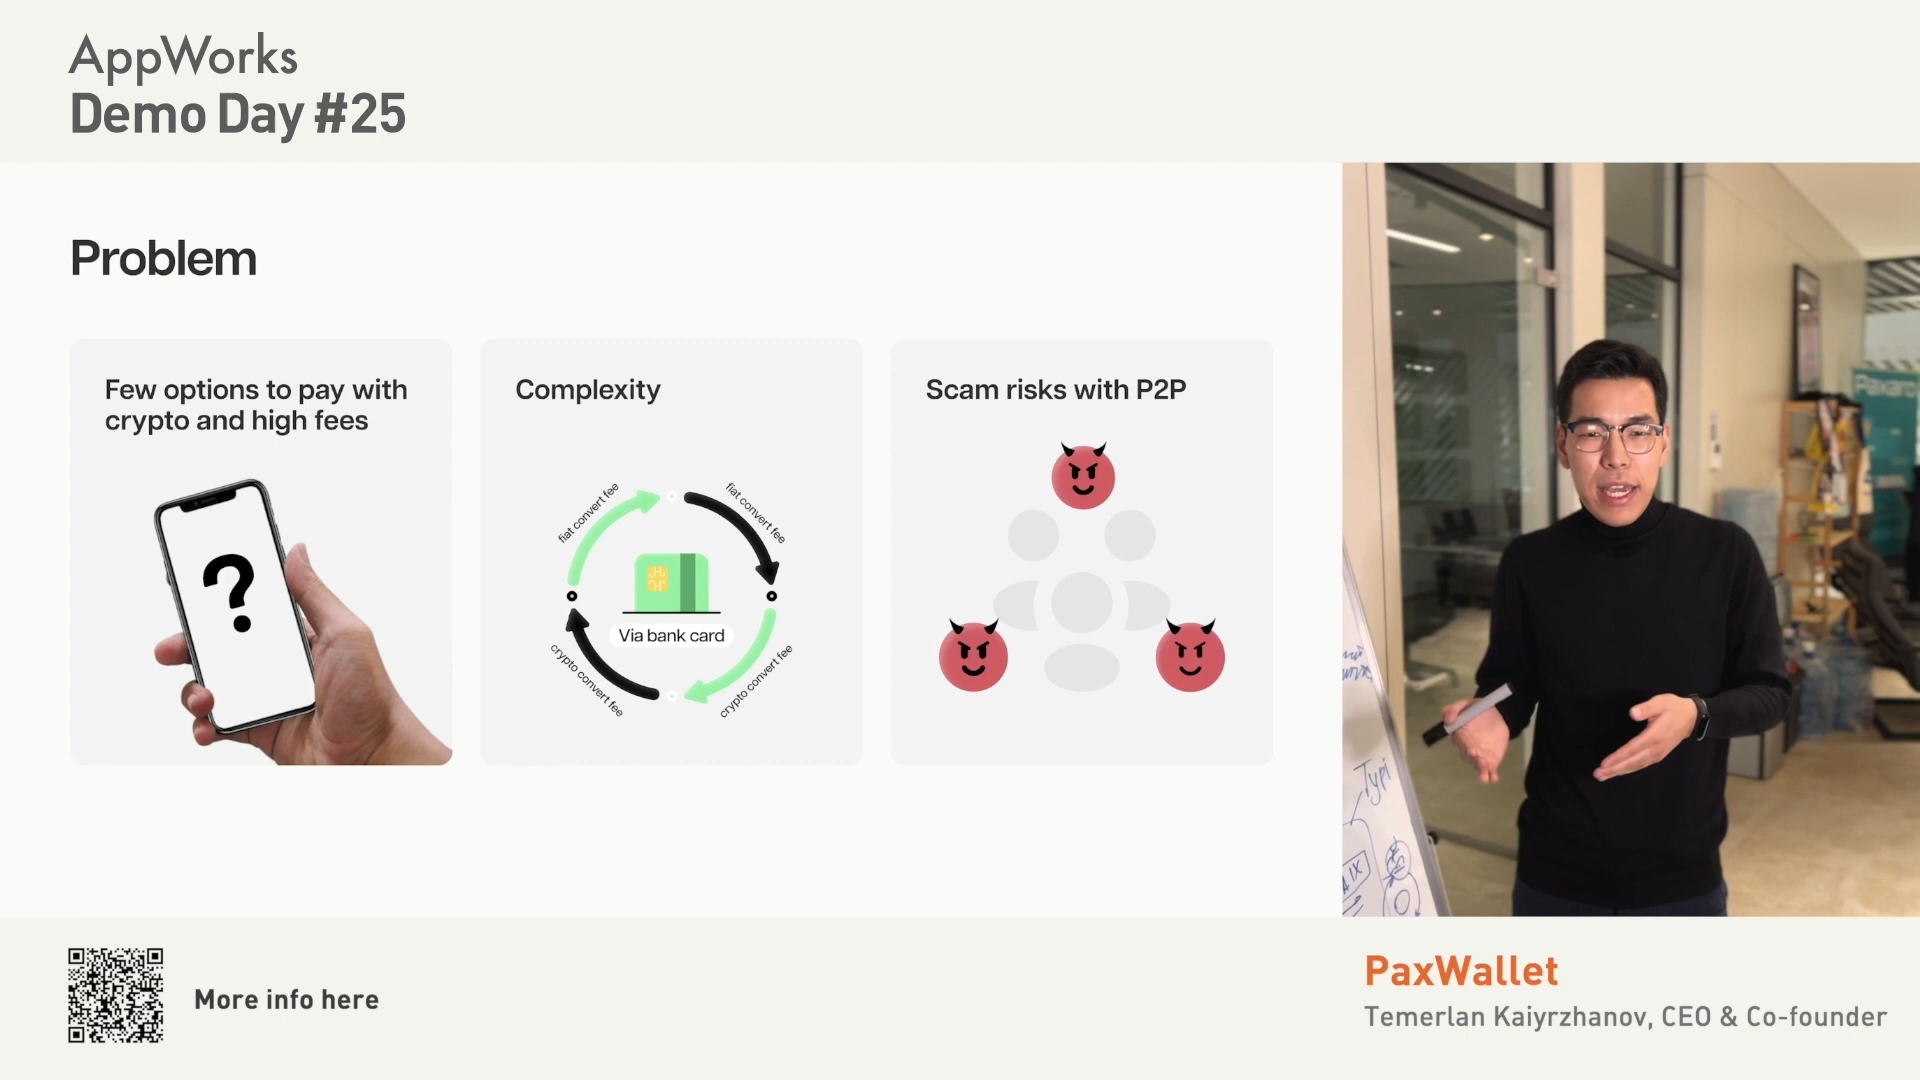 AppWorks
Demo Day #25
Problem
Few options to pay with
crypto and high fees
?
Complexity
fiat convert fee
fiat convert fee
Via bank card
crypto convert fee
crypto convert fee
Scam risks with P2P
Paxaro
Typi
More info here
PaxWallet
Temerlan Kaiyrzhanov, CEO & Co-founder